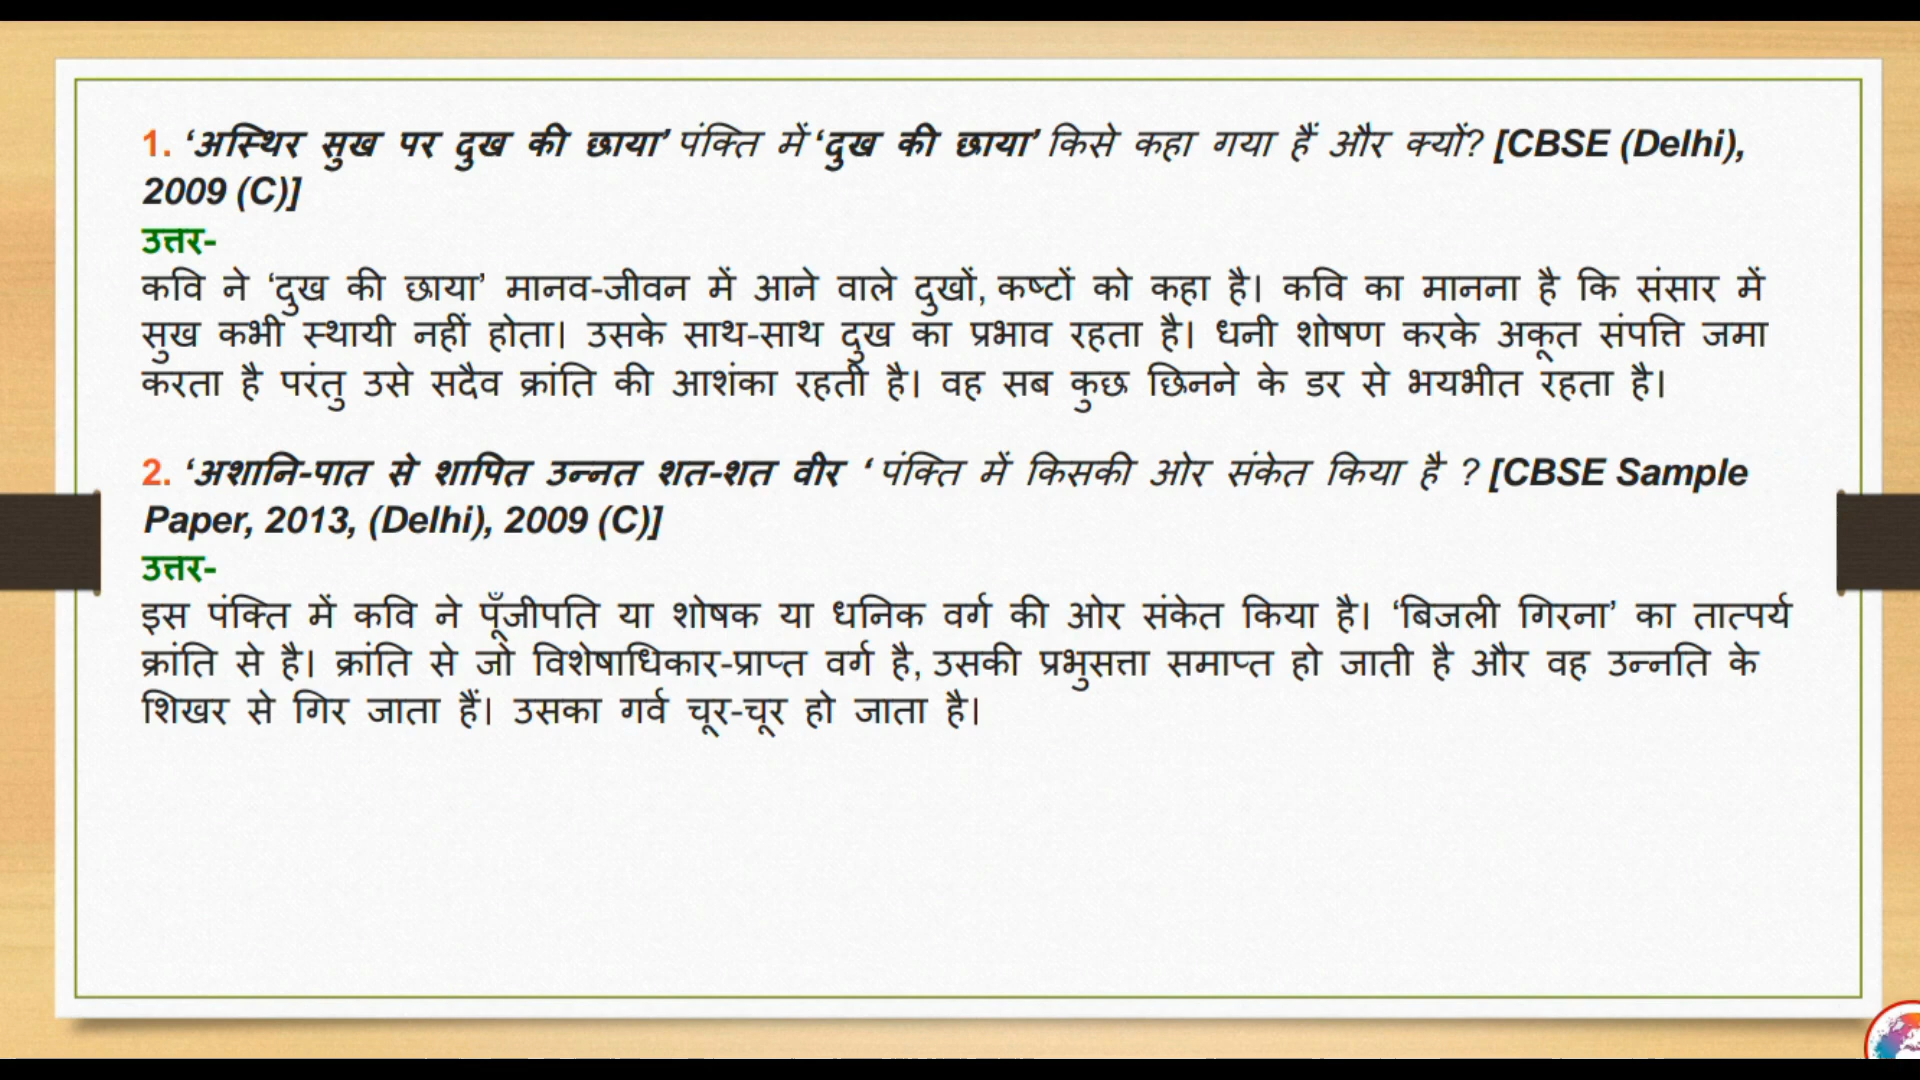 1. ‘अस्थिर सुख पर दुख की छाया’ पंक्ति में ‘दुख की छाया’ किसे कहा गया हैं और क्यों? [CBSE (Delhi),
2009 (C)]
उत्तर-
कवि ने ‘दुख की छाया’ मानव-जीवन में आने वाले दुखों, कष्टों को कहा है। कवि का मानना है कि संसार में
सुख कभी स्थायी नहीं होता। उसके साथ-साथ दुख का प्रभाव रहता है। धनी शोषण करके अकूत संपत्ति जमा
करता है परंतु उसे सदैव क्रांति की आशंका रहती है। वह सब कुछ छिनने के डर से भयभीत रहता है।
2. ‘अशानि-पात से शापित उन्नत शत-शत वीर ‘ पंक्ति में किसकी ओर संकेत किया है ? [CBSE Sample
Paper, 2013, (Delhi), 2009 (C)]
उत्तर-
इस पंक्ति में कवि ने पूँजीपति या शोषक या धनिक वर्ग की ओर संकेत किया है। ‘बिजली गिरना’ का तात्पर्य
क्रांति से है। क्रांति से जो विशेषाधिकार-प्राप्त वर्ग है, उसकी प्रभुसत्ता समाप्त हो जाती है और वह उन्नति के
शिखर से गिर जाता हैं। उसका गर्व चूर-चूर हो जाता है।